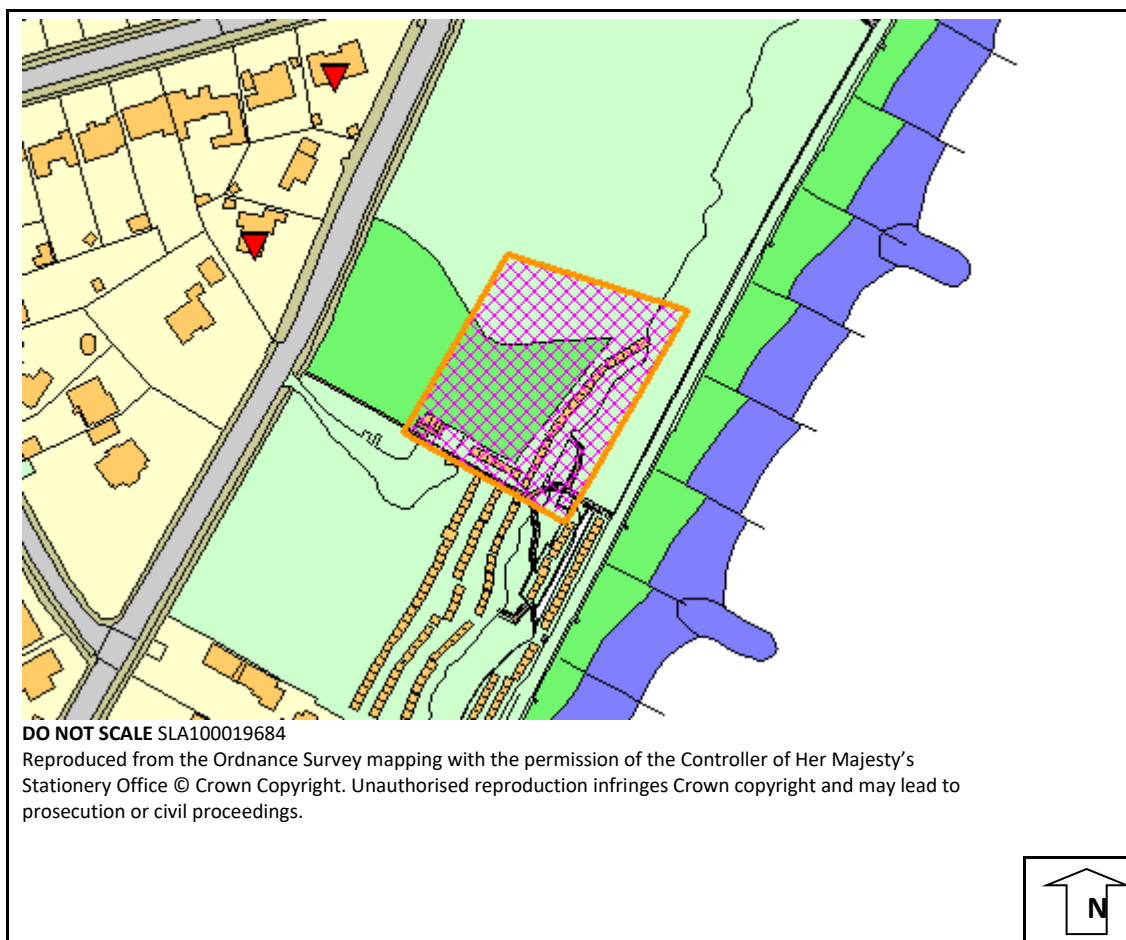 DO NOT SCALE SLA100019684
Reproduced from the Ordnance Survey mapping with the permission of the Controller of Her Majesty’s
Stationery Office © Crown Copyright. Unauthorised reproduction infringes Crown copyright and may lead to
prosecution or civil proceedings.
N